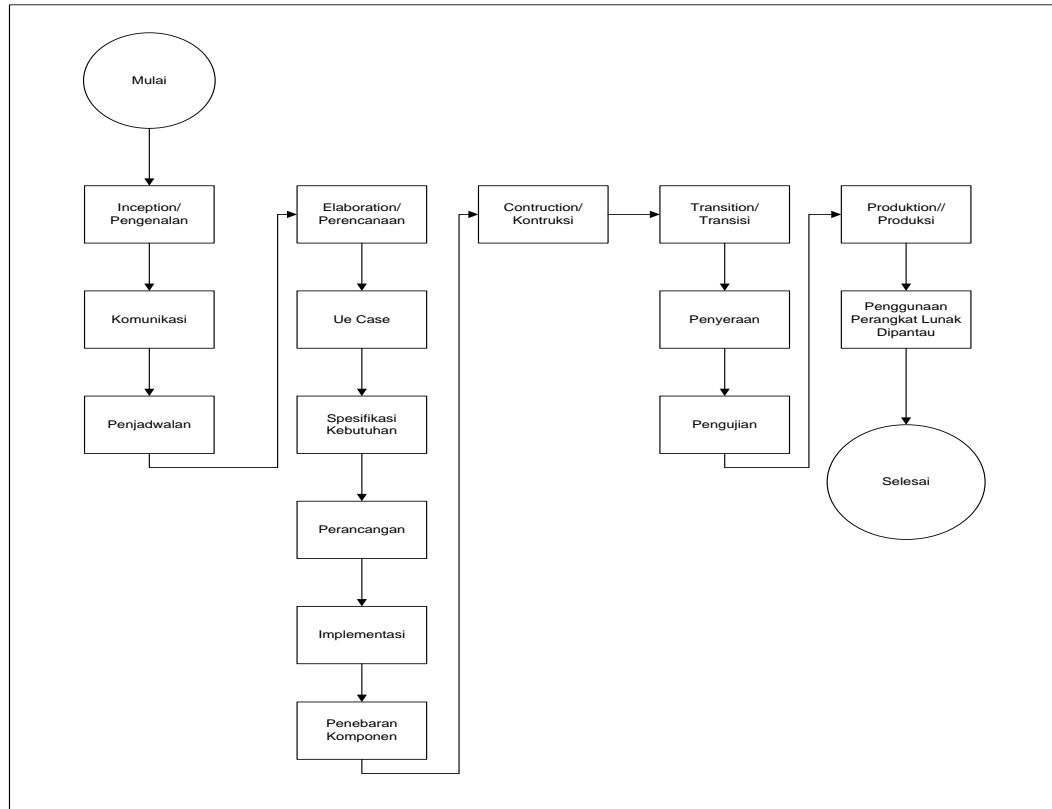 Mulai
Inception/
Pengenalan
Komunikasi
Penjadwalan
Elaboration/
Perencanaan
Ue Case
Spesifikasi
Kebutuhan
Perancangan
Implementasi
Penebaran
Komponen
Contruction/
Kontruksi
Transition/
Transisi
Penyeraan
Pengujian
Produktion//
Produksi
Penggunaan
Perangkat Lunak
Dipantau
Selesai